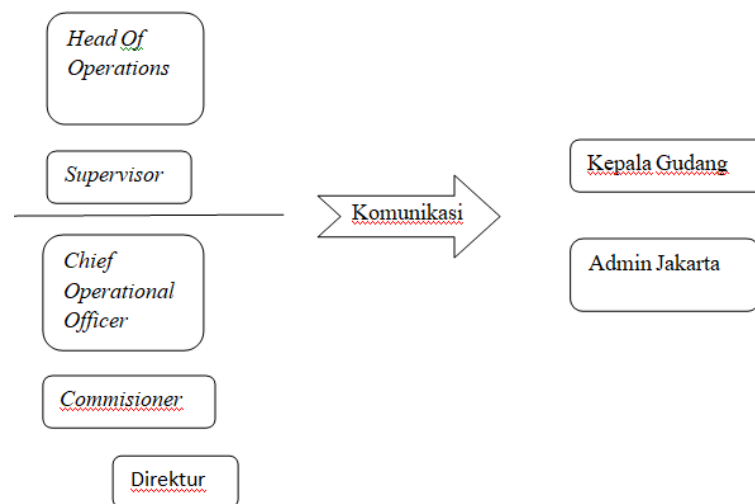 Head Of
Operations
Supervisor
Chief
Operational
Officer
Commisioner
Direktur
Komunikasi
Kepala Gudang
Admin Jakarta